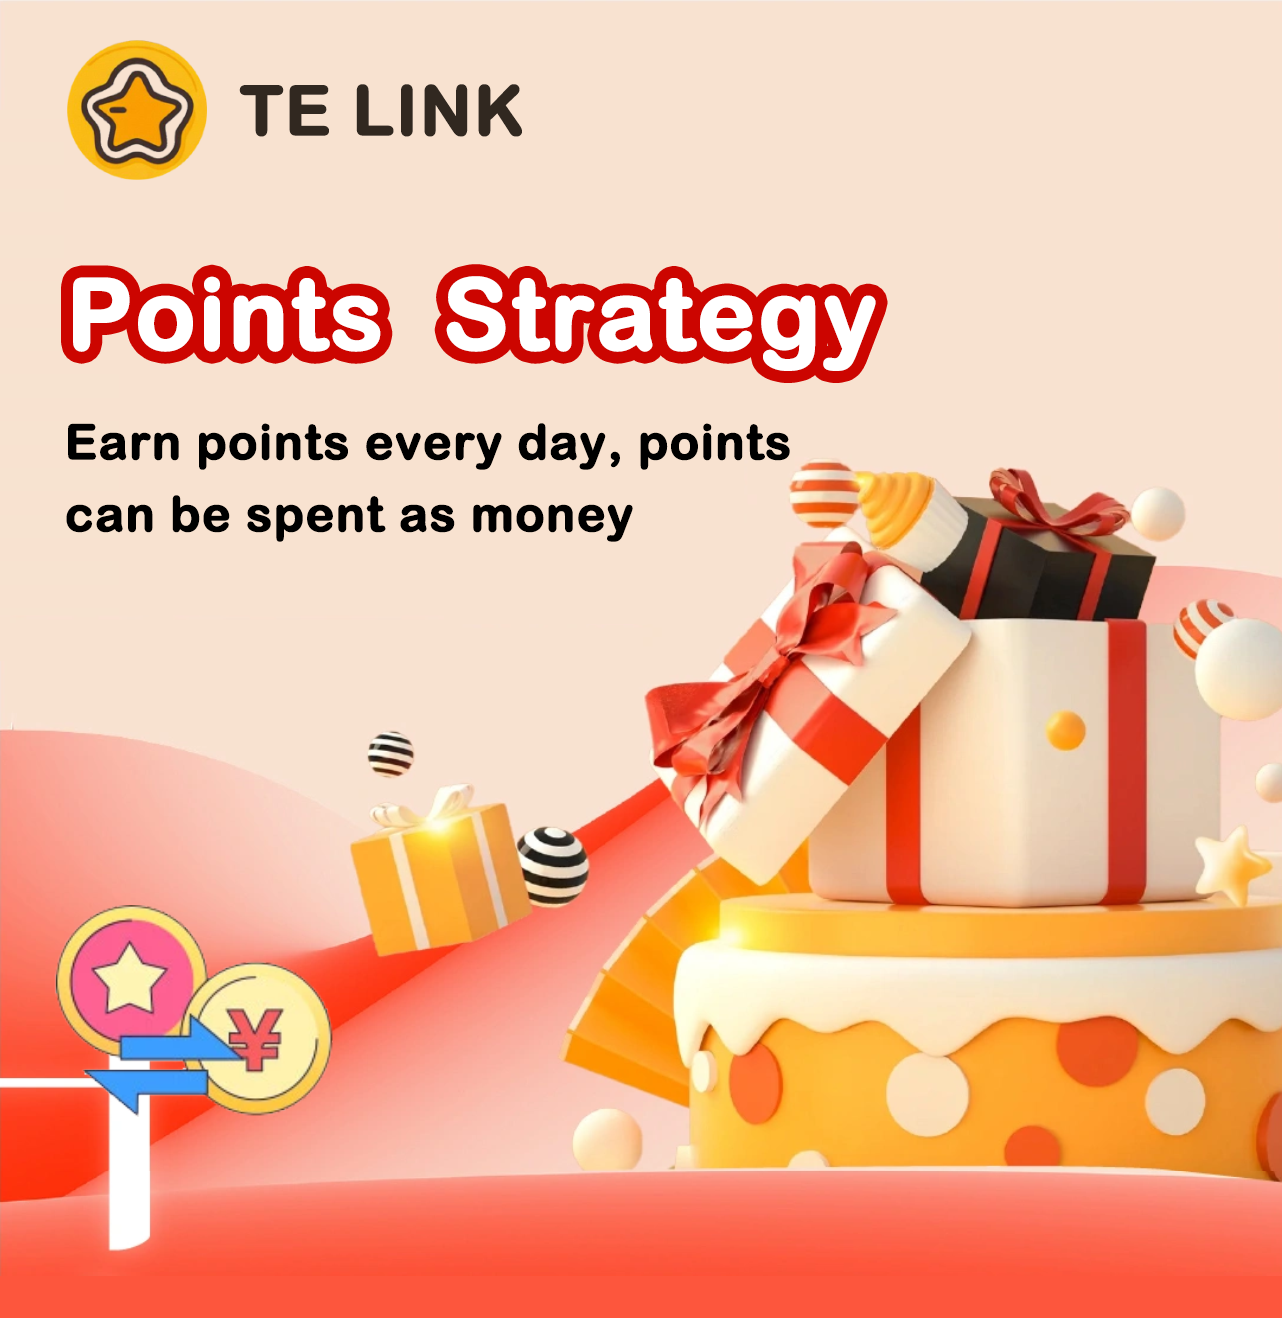 TE LINK
Points Strategy
Earn points every day, points
can be spent as money
¥